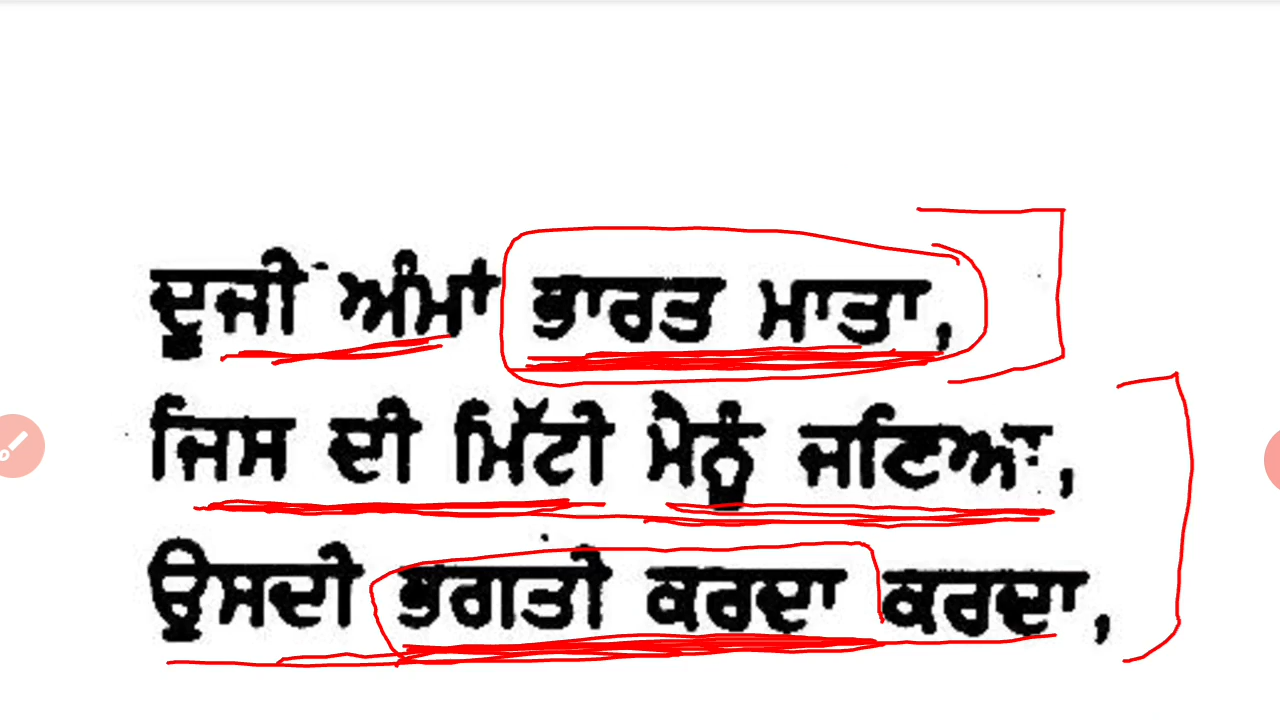 ਦੂਜੀ ਅੰਮਾਂ ਭਾਰਤ ਮਾਤਾ,
ਜਿਸ ਦੀ ਮਿੱਟੀ ਮੈਨੂੰ ਜਣਿਆ,
ਉਸਦੀ ਭਗਤੀ ਕਰਦਾ ਕਰਦਾ,